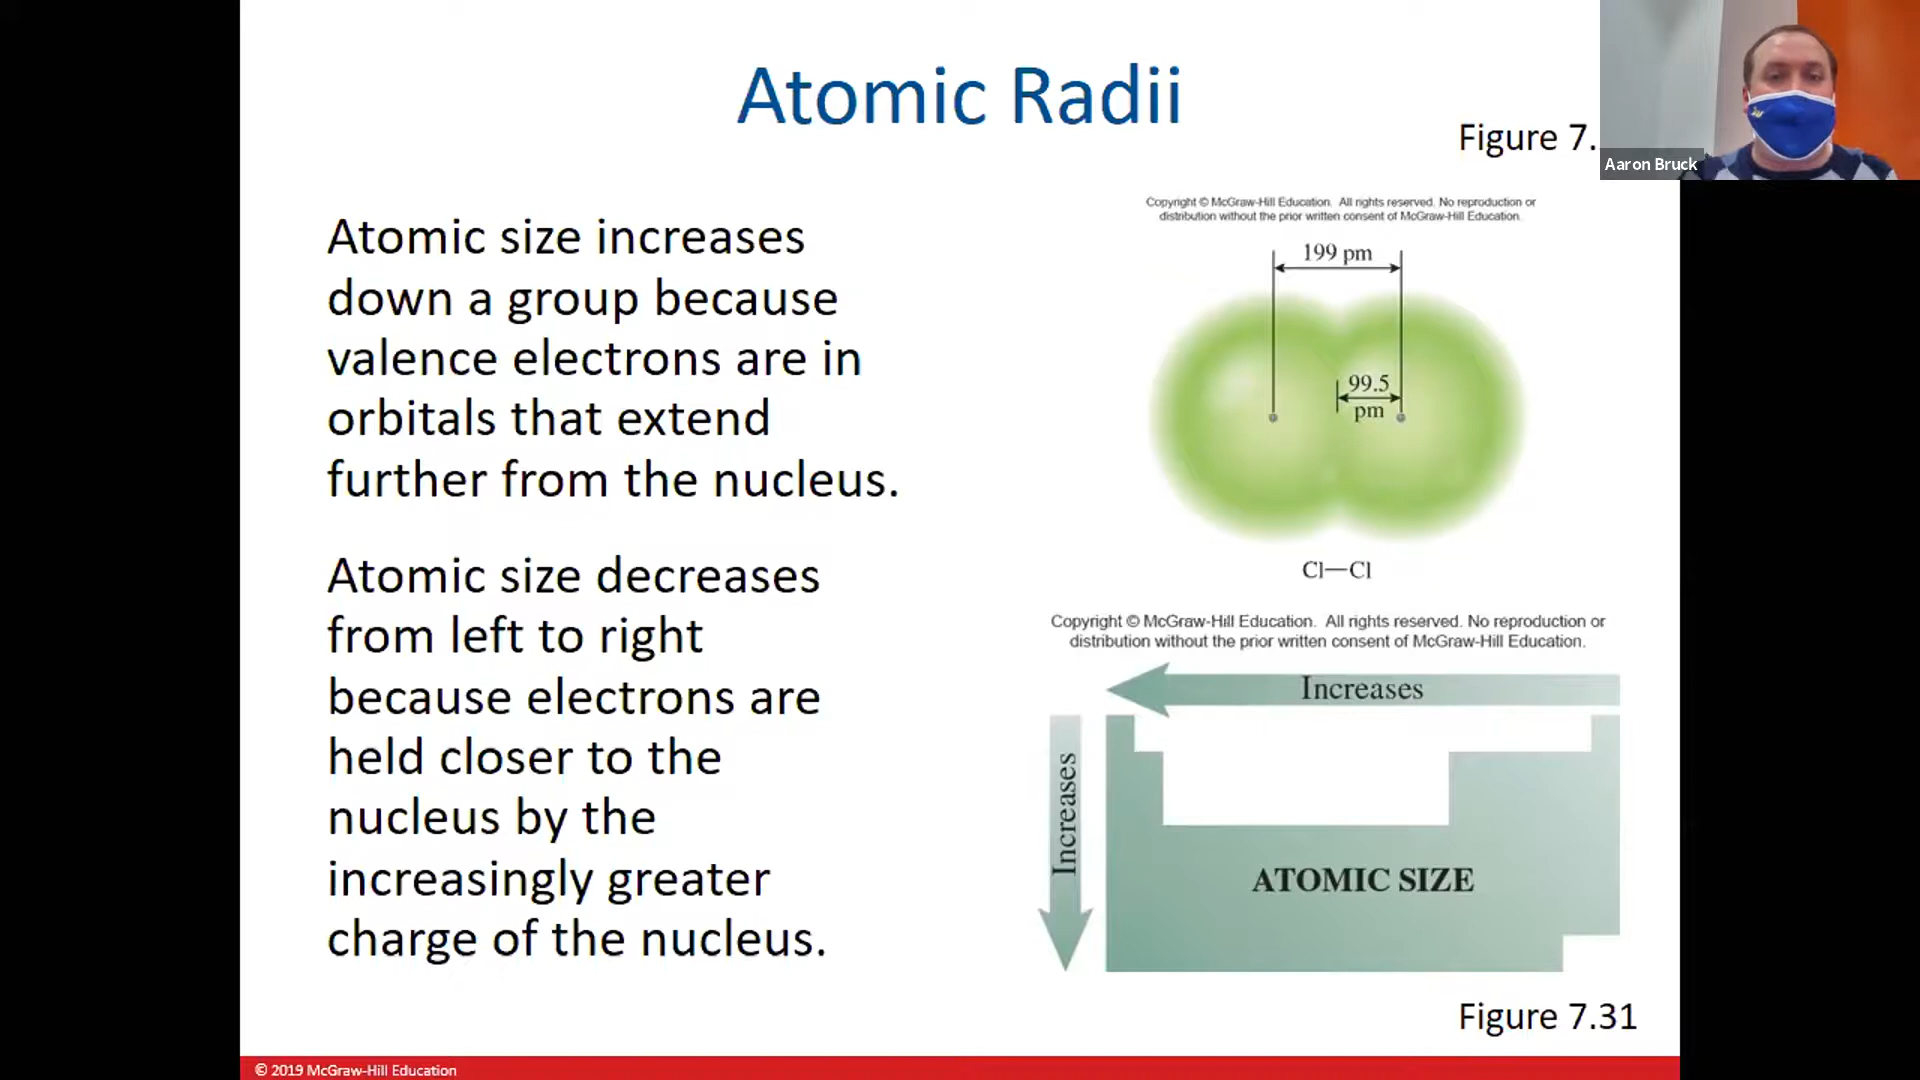 Atomic Radii
Figure 7.
Aaron Bruck
Atomic size increases
down a group because
valence electrons are in
orbitals that extend
further from the nucleus.
Atomic size decreases
from left to right
because electrons are
held closer to the
nucleus by the
increasingly greater
charge of the nucleus.
Copyright © McGraw-Hill Education. All rights reserved. No reproduction or
distribution without the prior written consent of McGraw-Hill Education.
199 pm
99.5
pm
Cl—Cl
Copyright © McGraw-Hill Education. All rights reserved. No reproduction or
distribution without the prior written consent of McGraw-Hill Education.
Increases
Increases
ATOMIC SIZE
Figure 7.31
© 2019 McGraw-Hill Education